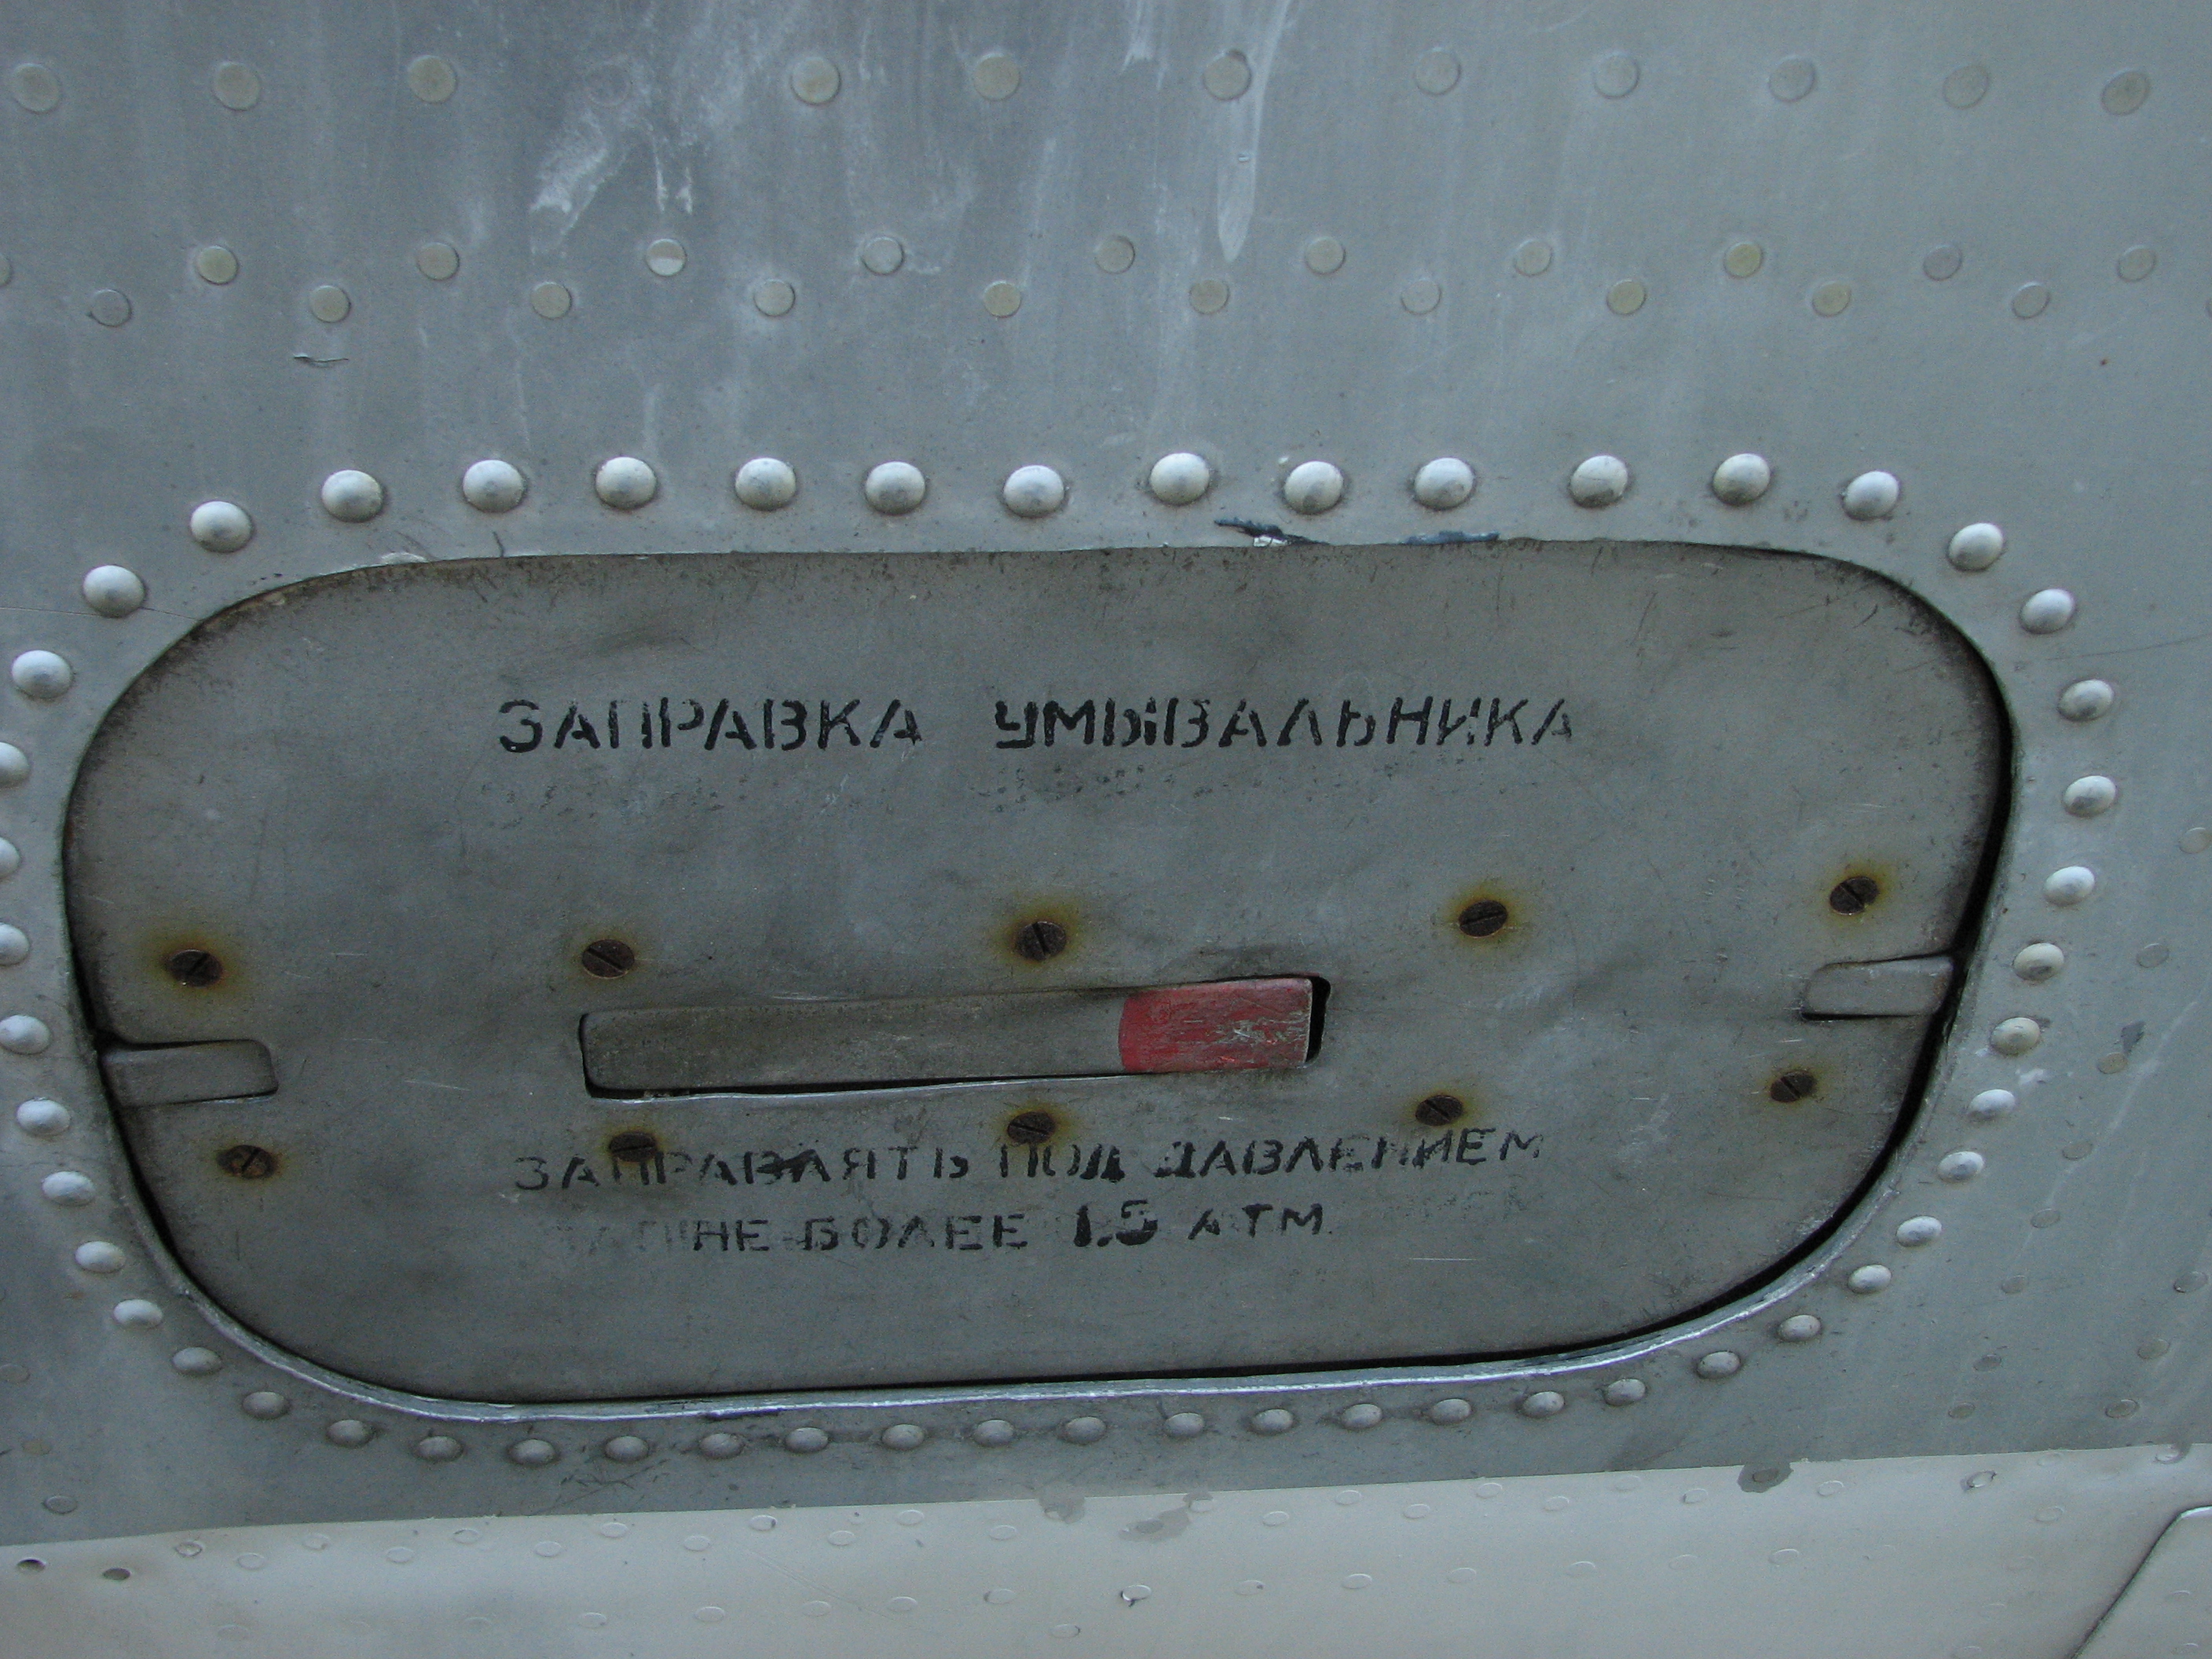 ЗАПРАВКА УМЫВАЛЬНИКА
ЗАПРАВЛЯТЬ ПОД ДАВЛЕНИЕМ
НЕ БОЛЕЕ 1.5 АТМ.